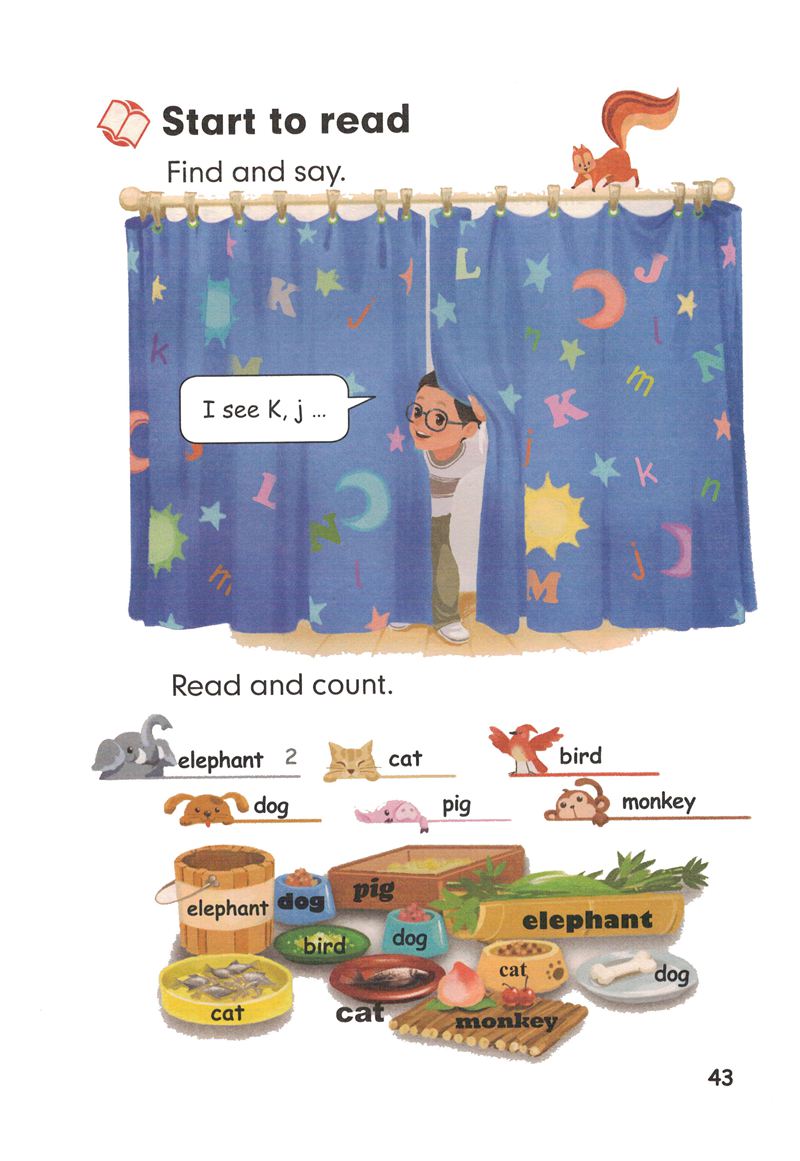 Start to read
Find and say.
K
j
L
J
k
l
n
N
M
m
I see K, j ...
K
j
J
k
L
n
N
j
m
l
M
Read and count.
elephant 2
cat
bird
dog
pig
monkey
elephant
dog
pig
elephant
bird
dog
cat
dog
cat
cat
monkey
43